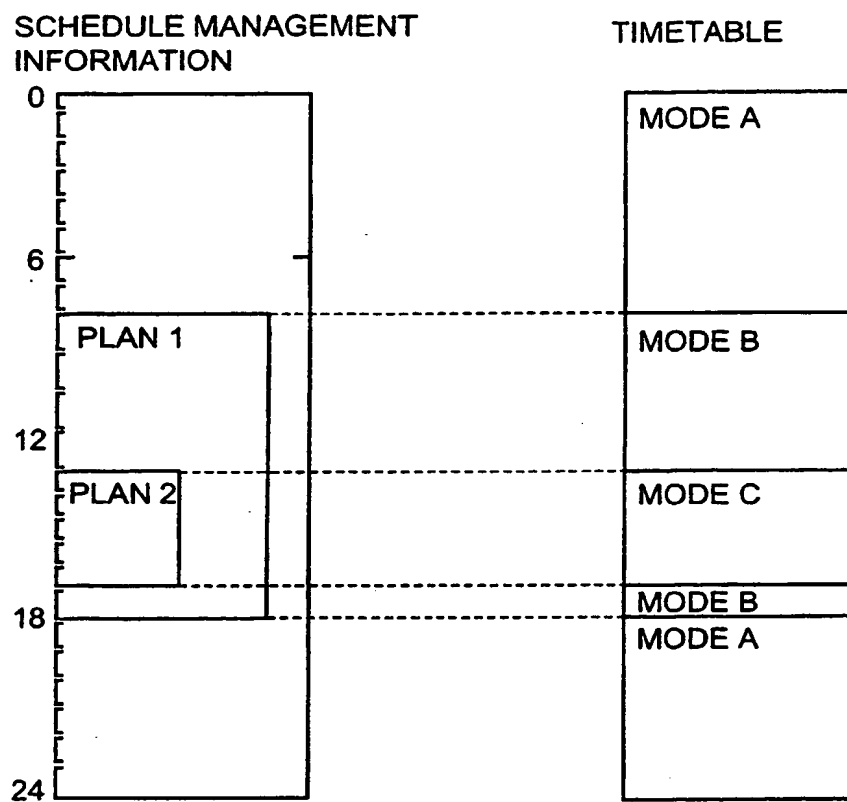 SCHEDULE MANAGEMENT
INFORMATION
TIMETABLE
0
6
12
18
24
PLAN 1
PLAN 2
MODE A
MODE B
MODE C
MODE B
MODE A